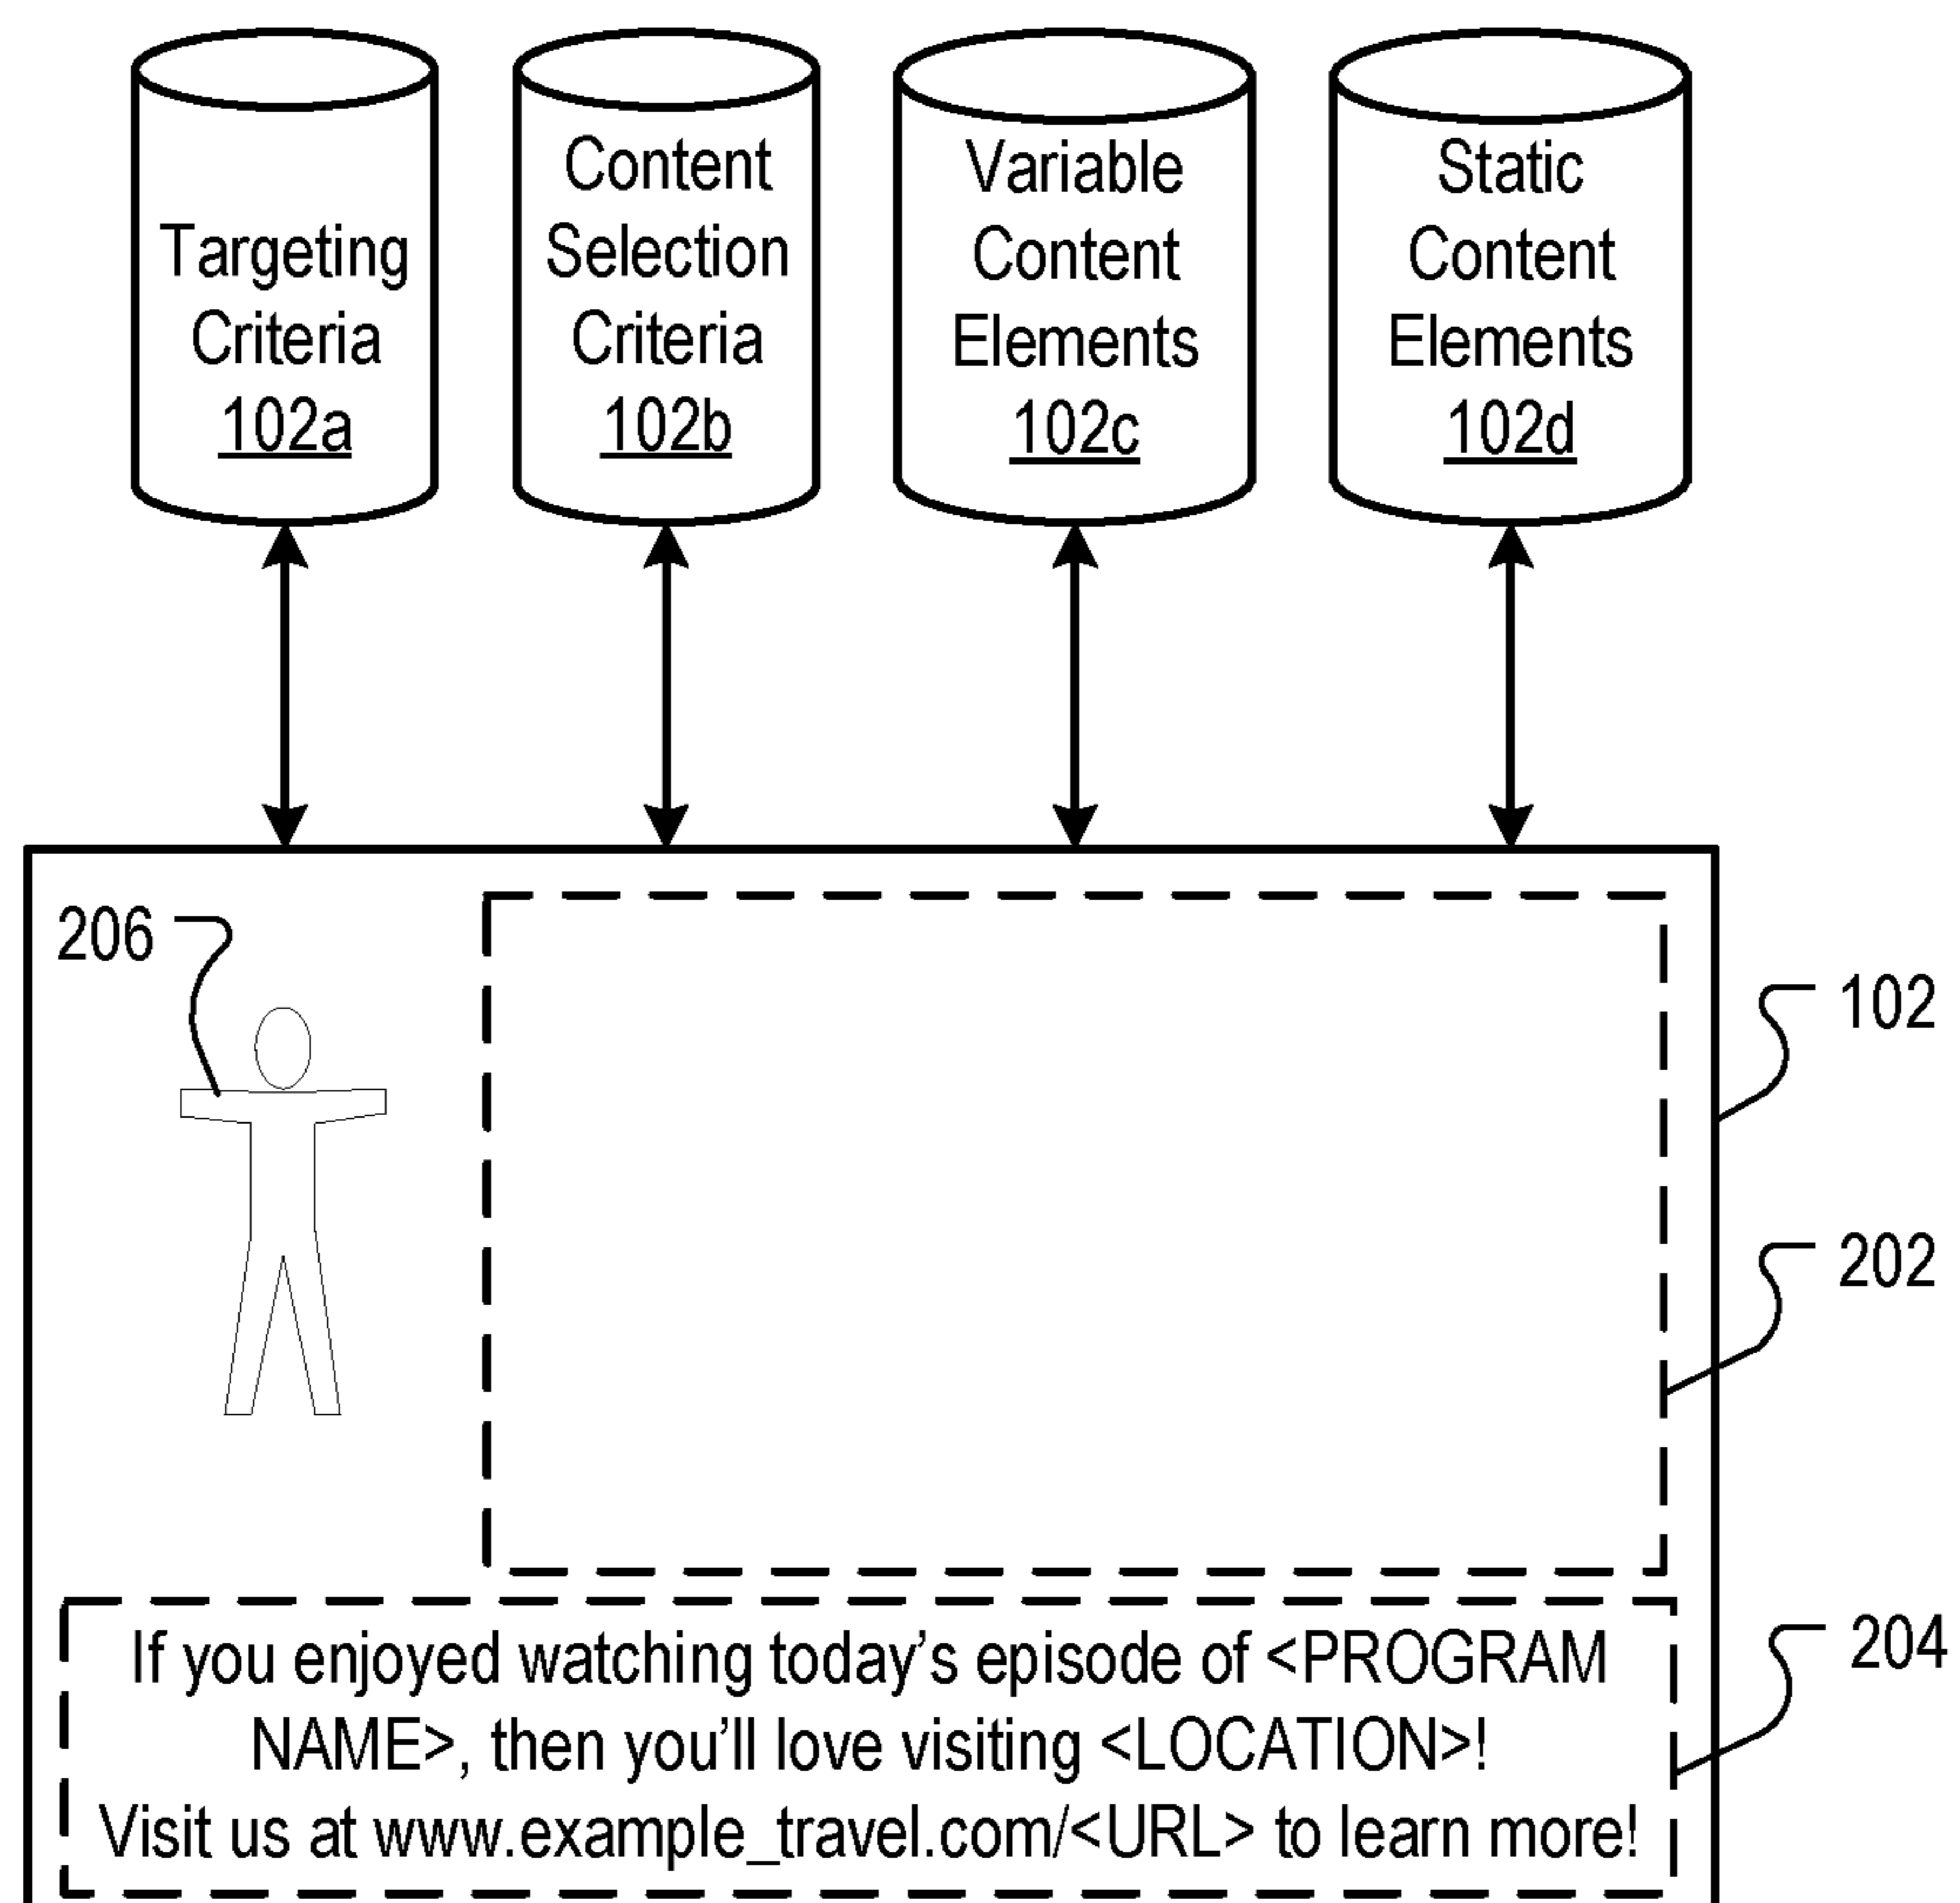 Targeting
Criteria
102a
Content
Selection
Criteria
102b
Variable
Content
Elements
102c
Static
Content
Elements
102d
206
102
202
204
If you enjoyed watching today’s episode of <PROGRAM
NAME>, then you’ll love visiting <LOCATION>!
Visit us at www.example_travel.com/<URL> to learn more!